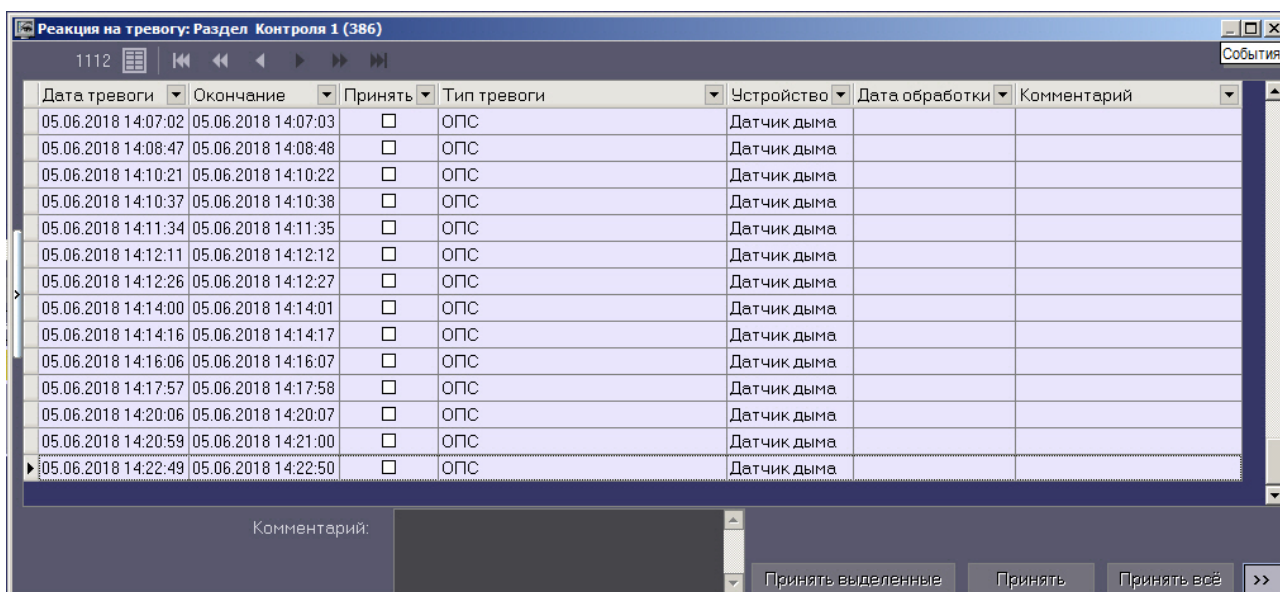 Реакция на тревогу: Раздел Контроля 1 (386)
События
1112
Дата тревоги Окончание Принять Тип тревоги Устройство Дата обработки Комментарий
05.06.2018 14:07:02 05.06.2018 14:07:03 ОПС Датчик дыма
05.06.2018 14:08:47 05.06.2018 14:08:48 ОПС Датчик дыма
05.06.2018 14:10:21 05.06.2018 14:10:22 ОПС Датчик дыма
05.06.2018 14:10:37 05.06.2018 14:10:38 ОПС Датчик дыма
05.06.2018 14:11:34 05.06.2018 14:11:35 ОПС Датчик дыма
05.06.2018 14:12:11 05.06.2018 14:12:12 ОПС Датчик дыма
05.06.2018 14:12:26 05.06.2018 14:12:27 ОПС Датчик дыма
05.06.2018 14:14:00 05.06.2018 14:14:01 ОПС Датчик дыма
05.06.2018 14:14:16 05.06.2018 14:14:17 ОПС Датчик дыма
05.06.2018 14:16:06 05.06.2018 14:16:07 ОПС Датчик дыма
05.06.2018 14:17:57 05.06.2018 14:17:58 ОПС Датчик дыма
05.06.2018 14:20:06 05.06.2018 14:20:07 ОПС Датчик дыма
05.06.2018 14:20:59 05.06.2018 14:21:00 ОПС Датчик дыма
05.06.2018 14:22:49 05.06.2018 14:22:50 ОПС Датчик дыма
Комментарий:
Принять выделенные Принять Принять всё >>